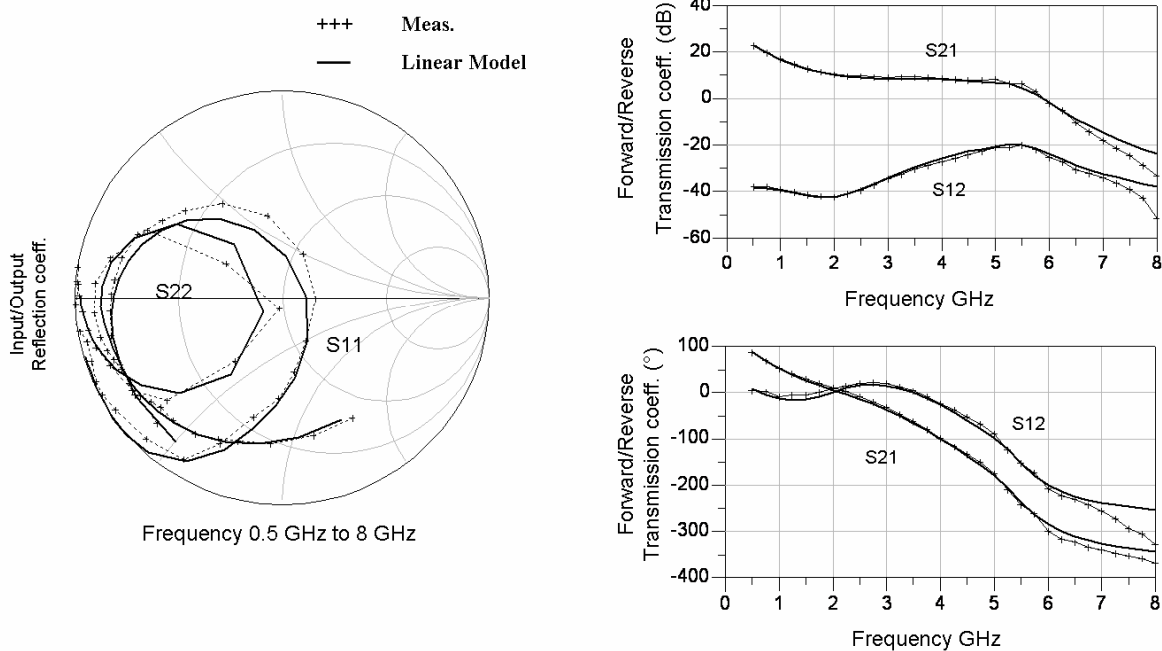 +++ Meas.
Linear Model
Input/Output
Reflection coeff.
S22
S11
Frequency 0.5 GHz to 8 GHz
Forward/Reverse
Transmission coeff. (dB)
40
20
0
-20
-40
-60
S21
S12
0 1 2 3 4 5 6 7 8
Frequency GHz
Forward/Reverse
Transmission coeff. (°)
100
0
-100
-200
-300
-400
S12
S21
0 1 2 3 4 5 6 7 8
Frequency GHz